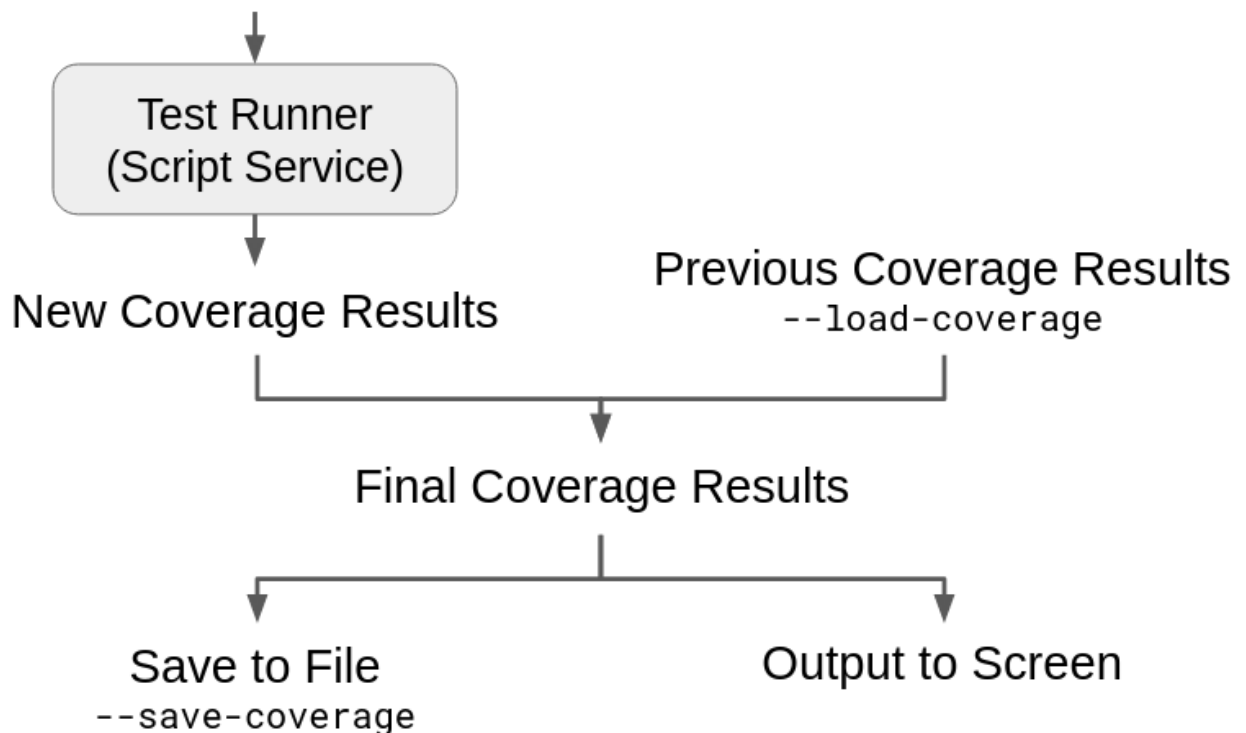 Test Runner
(Script Service)
New Coverage Results
Previous Coverage Results
--load-coverage
Final Coverage Results
Save to File
--save-coverage
Output to Screen